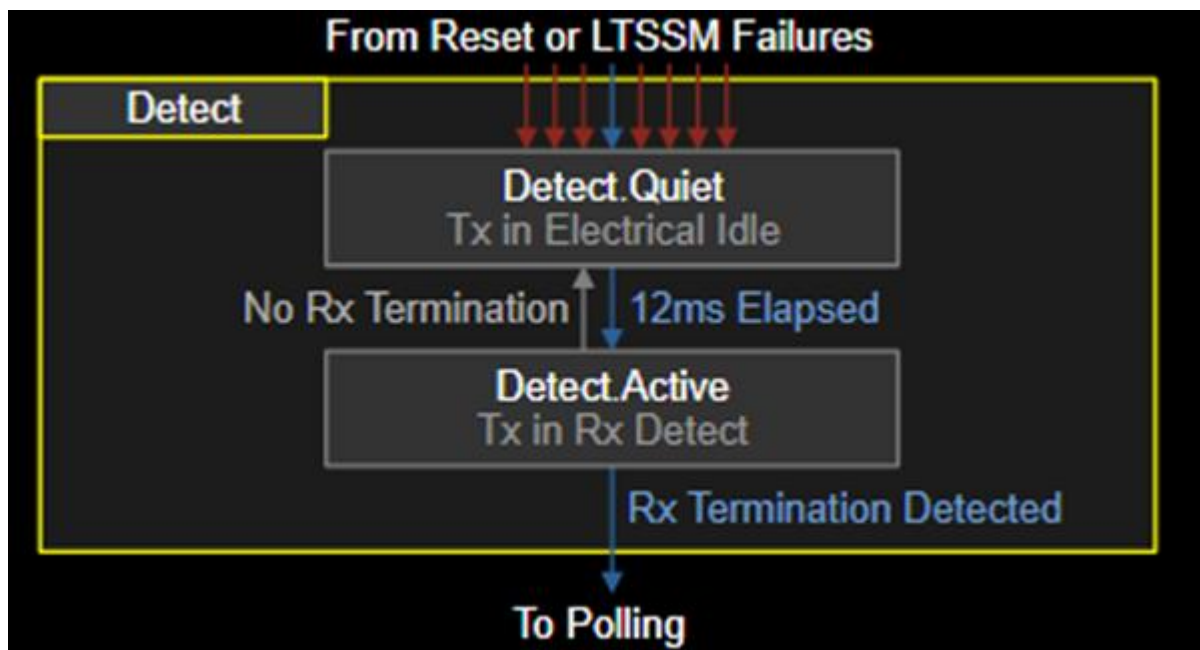 From Reset or LTSSM Failures
Detect
Detect.Quiet
Tx in Electrical Idle
No Rx Termination
12ms Elapsed
Detect.Active
Tx in Rx Detect
Rx Termination Detected
To Polling